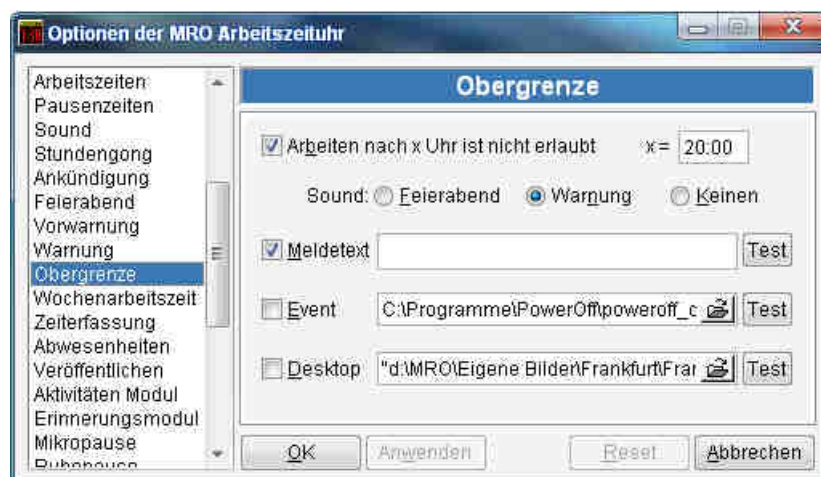 Optionen der MRO Arbeitszeituhr
Arbeitszeiten
Pausenzeiten
Sound
Stundengong
Ankündigung
Feierabend
Vorwarnung
Warnung
Obergrenze
Wochenarbeitszeit
Zeiterfassung
Abwesenheiten
Veröffentlichen
Aktivitäten Modul
Erinnerungsmodul
Mikropause
Obergrenze
Arbeiten nach x Uhr ist nicht erlaubt x = 20:00
Sound: Feierabend Warnung Keinen
Meldetext Test
Event C:\Programme\PowerOff\poweroff_c Test
Desktop "d:\MRO\Eigene Bilder\Frankfurt\Frar Test
OK Anwenden Reset Abbrechen